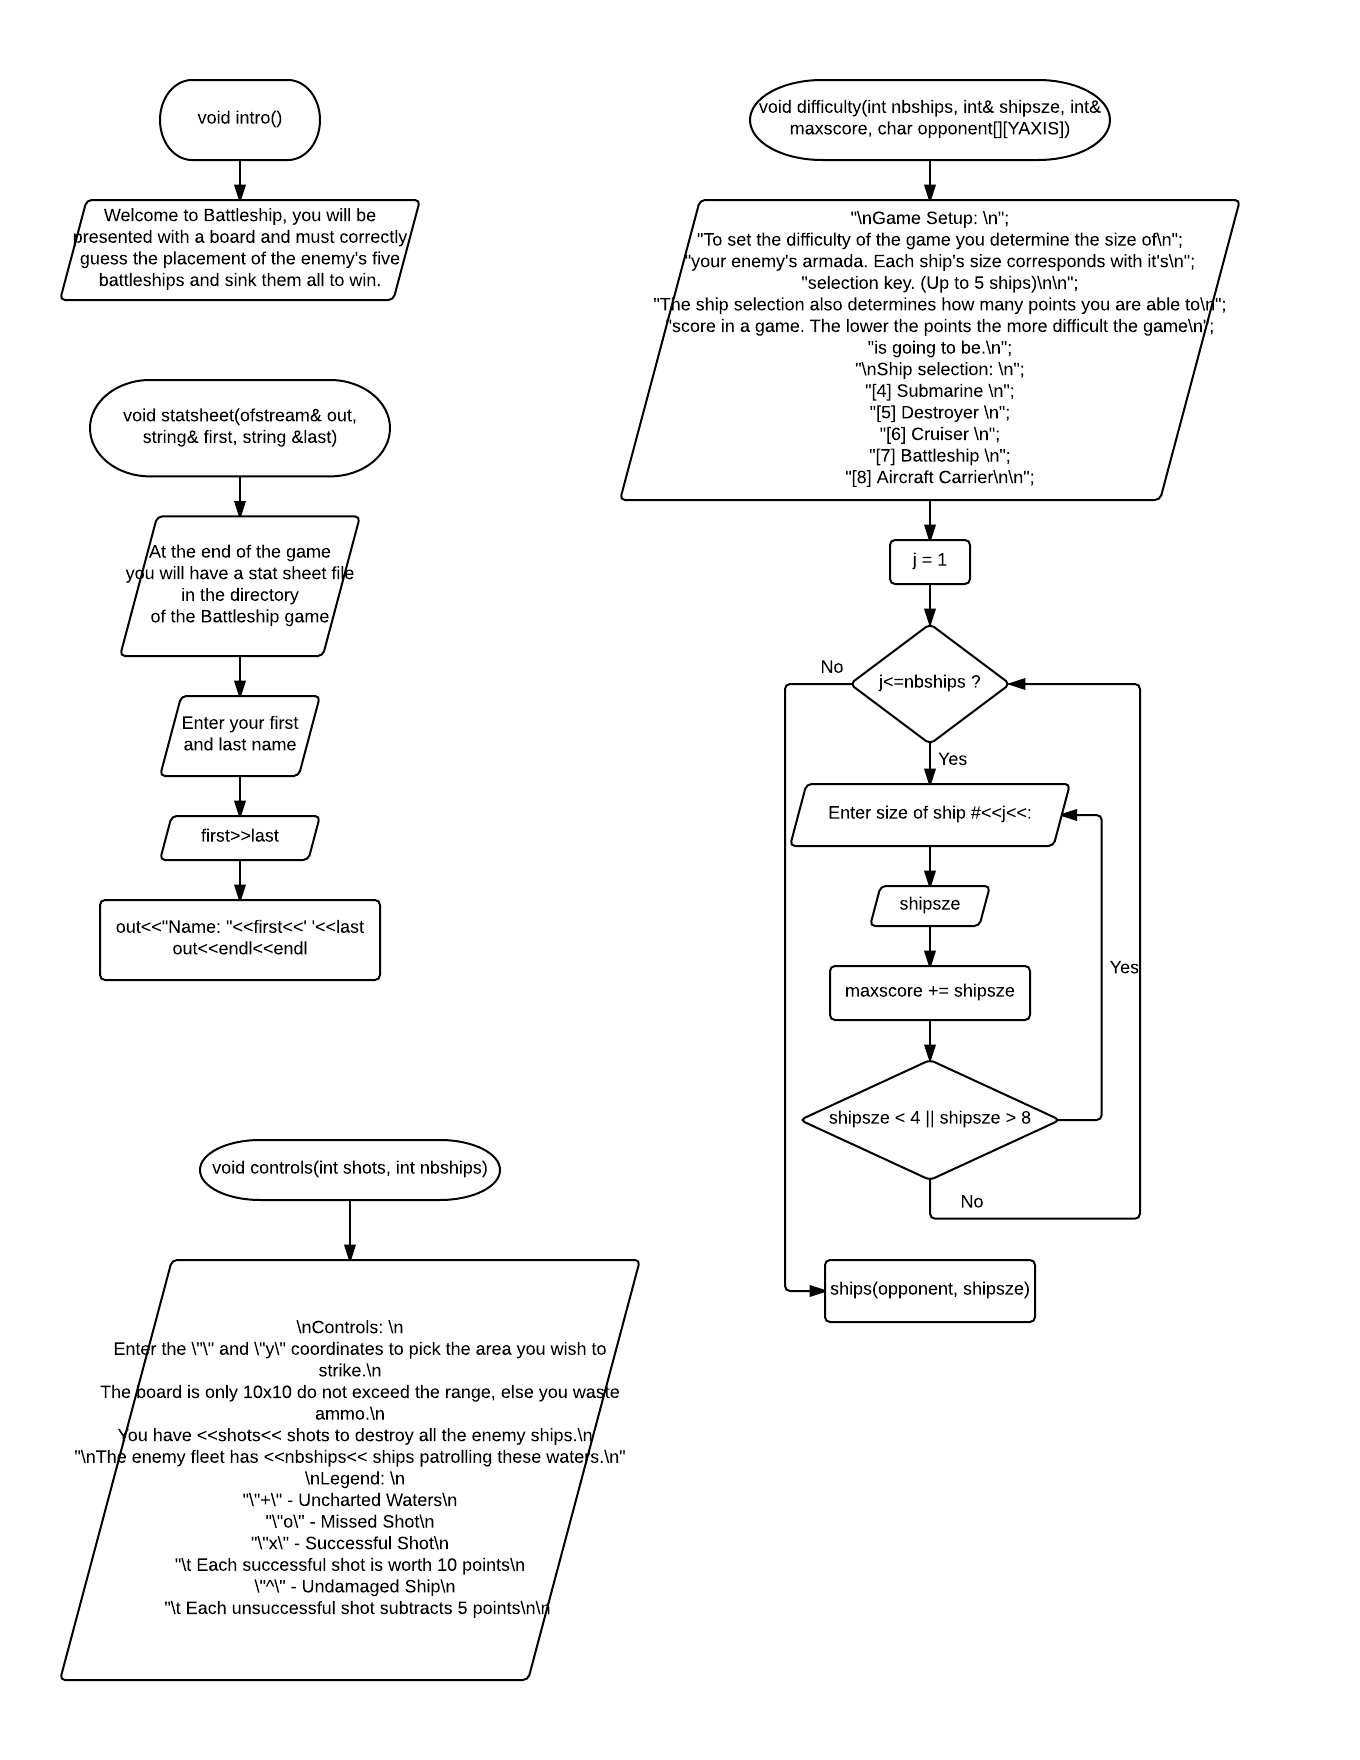 void intro()
Welcome to Battleship, you will be
presented with a board and must correctly
guess the placement of the enemy's five
battleships and sink them all to win.
void statsheet(ofstream& out,
string& first, string &last)
At the end of the game
you will have a stat sheet file
in the directory
of the Battleship game
Enter your first
and last name
first>>last
out<<"Name: "<<first<<' '<<last
out<<endl<<endl
void controls(int shots, int nbships)
\nControls: \n
Enter the \"\" and \"y\" coordinates to pick the area you wish to
strike.\n
The board is only 10x10 do not exceed the range, else you waste
ammo.\n
You have <<shots<< shots to destroy all the enemy ships.\n
"\nThe enemy fleet has <<nbships<< ships patrolling these waters.\n"
\nLegend: \n
"\"+\" - Uncharted Waters\n
"\"o\" - Missed Shot\n
"\"x\" - Successful Shot\n
"\t Each successful shot is worth 10 points\n
\"^\" - Undamaged Ship\n
"\t Each unsuccessful shot subtracts 5 points\n\n
void difficulty(int nbships, int& shipsze, int&
maxscore, char opponent[][YAXIS])
"\nGame Setup: \n";
"To set the difficulty of the game you determine the size of\n";
"your enemy's armada. Each ship's size corresponds with it's\n";
"selection key. (Up to 5 ships)\n\n";
"The ship selection also determines how many points you are able to\n";
"score in a game. The lower the points the more difficult the game\n";
"is going to be.\n";
"\nShip selection: \n";
"[4] Submarine \n";
"[5] Destroyer \n";
"[6] Cruiser \n";
"[7] Battleship \n";
"[8] Aircraft Carrier\n\n";
j = 1
No
j<=nbships ?
Yes
Enter size of ship #<<j<<:
shipsze
Yes
maxscore += shipsze
shipsze < 4 || shipsze > 8
No
ships(opponent, shipsze)